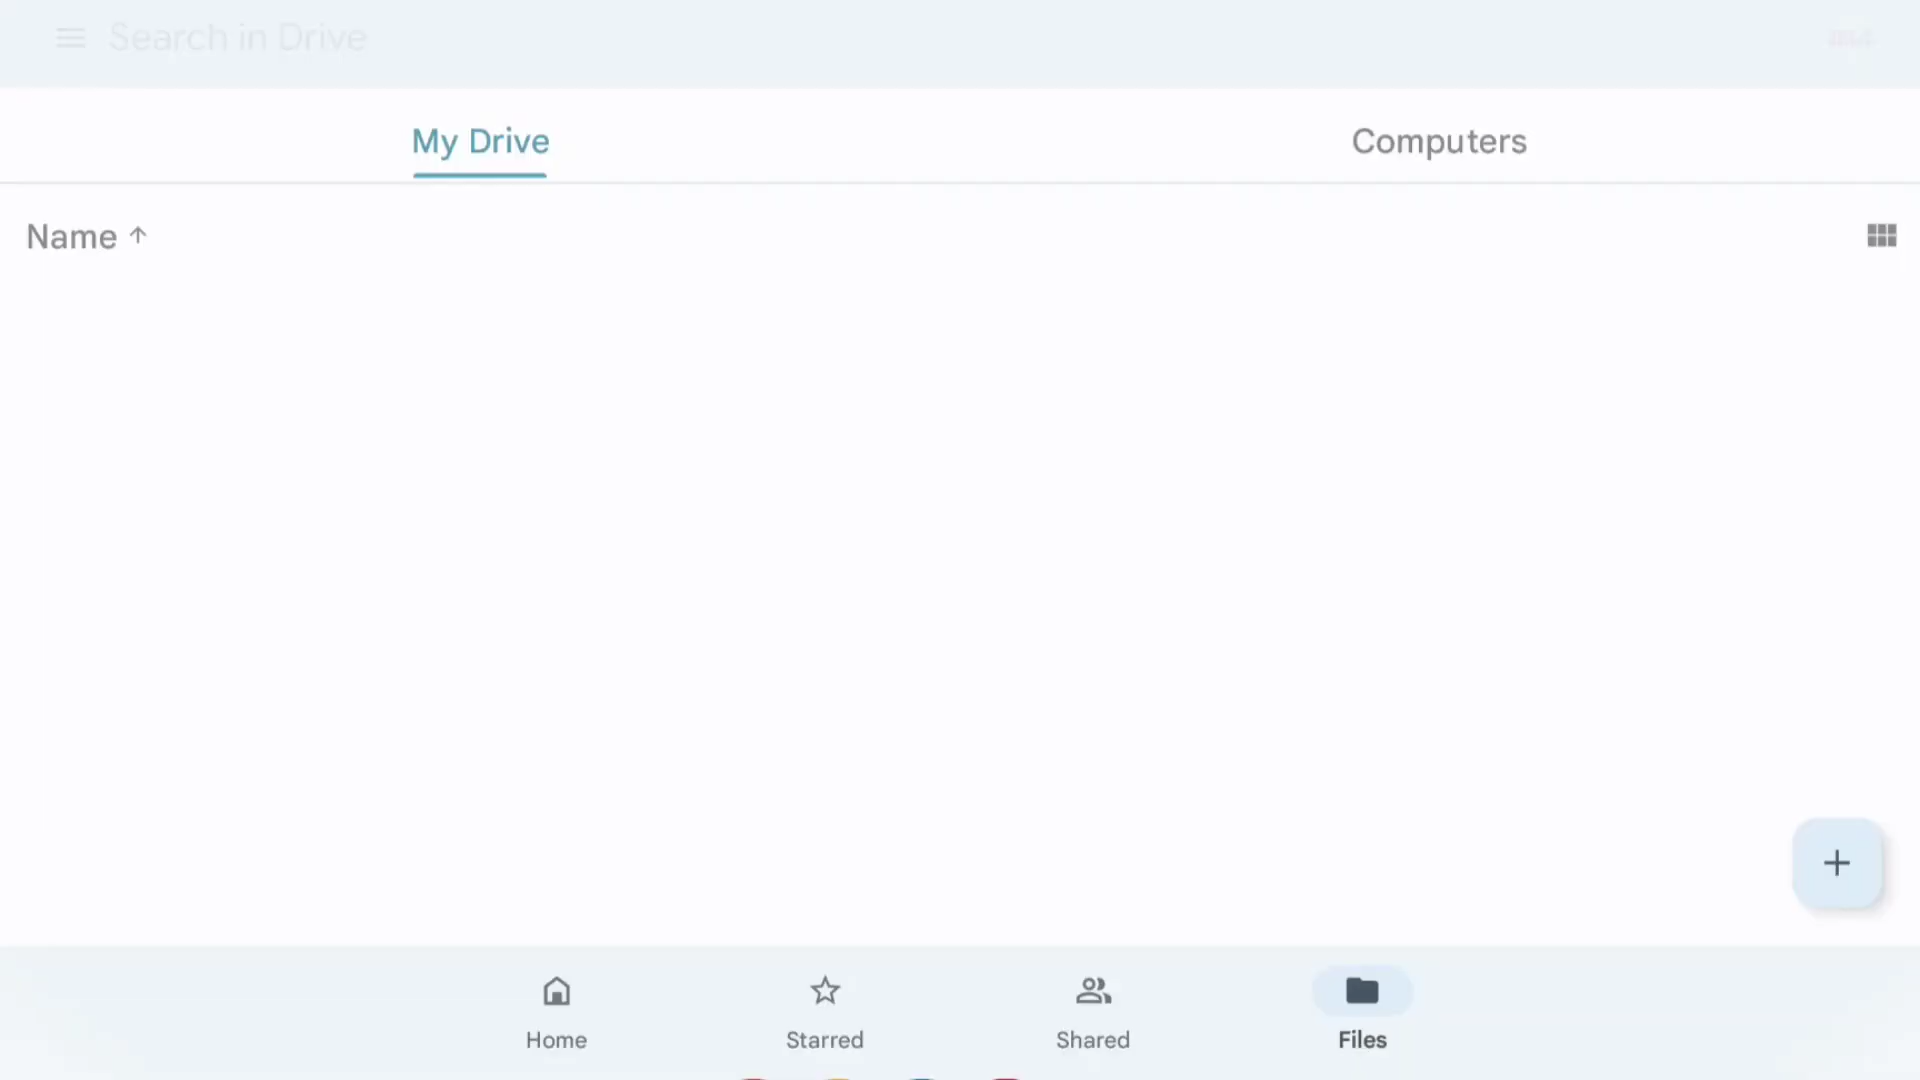 Search in Drive
My Drive
Computers
Name
Home
Starred
Shared
Files